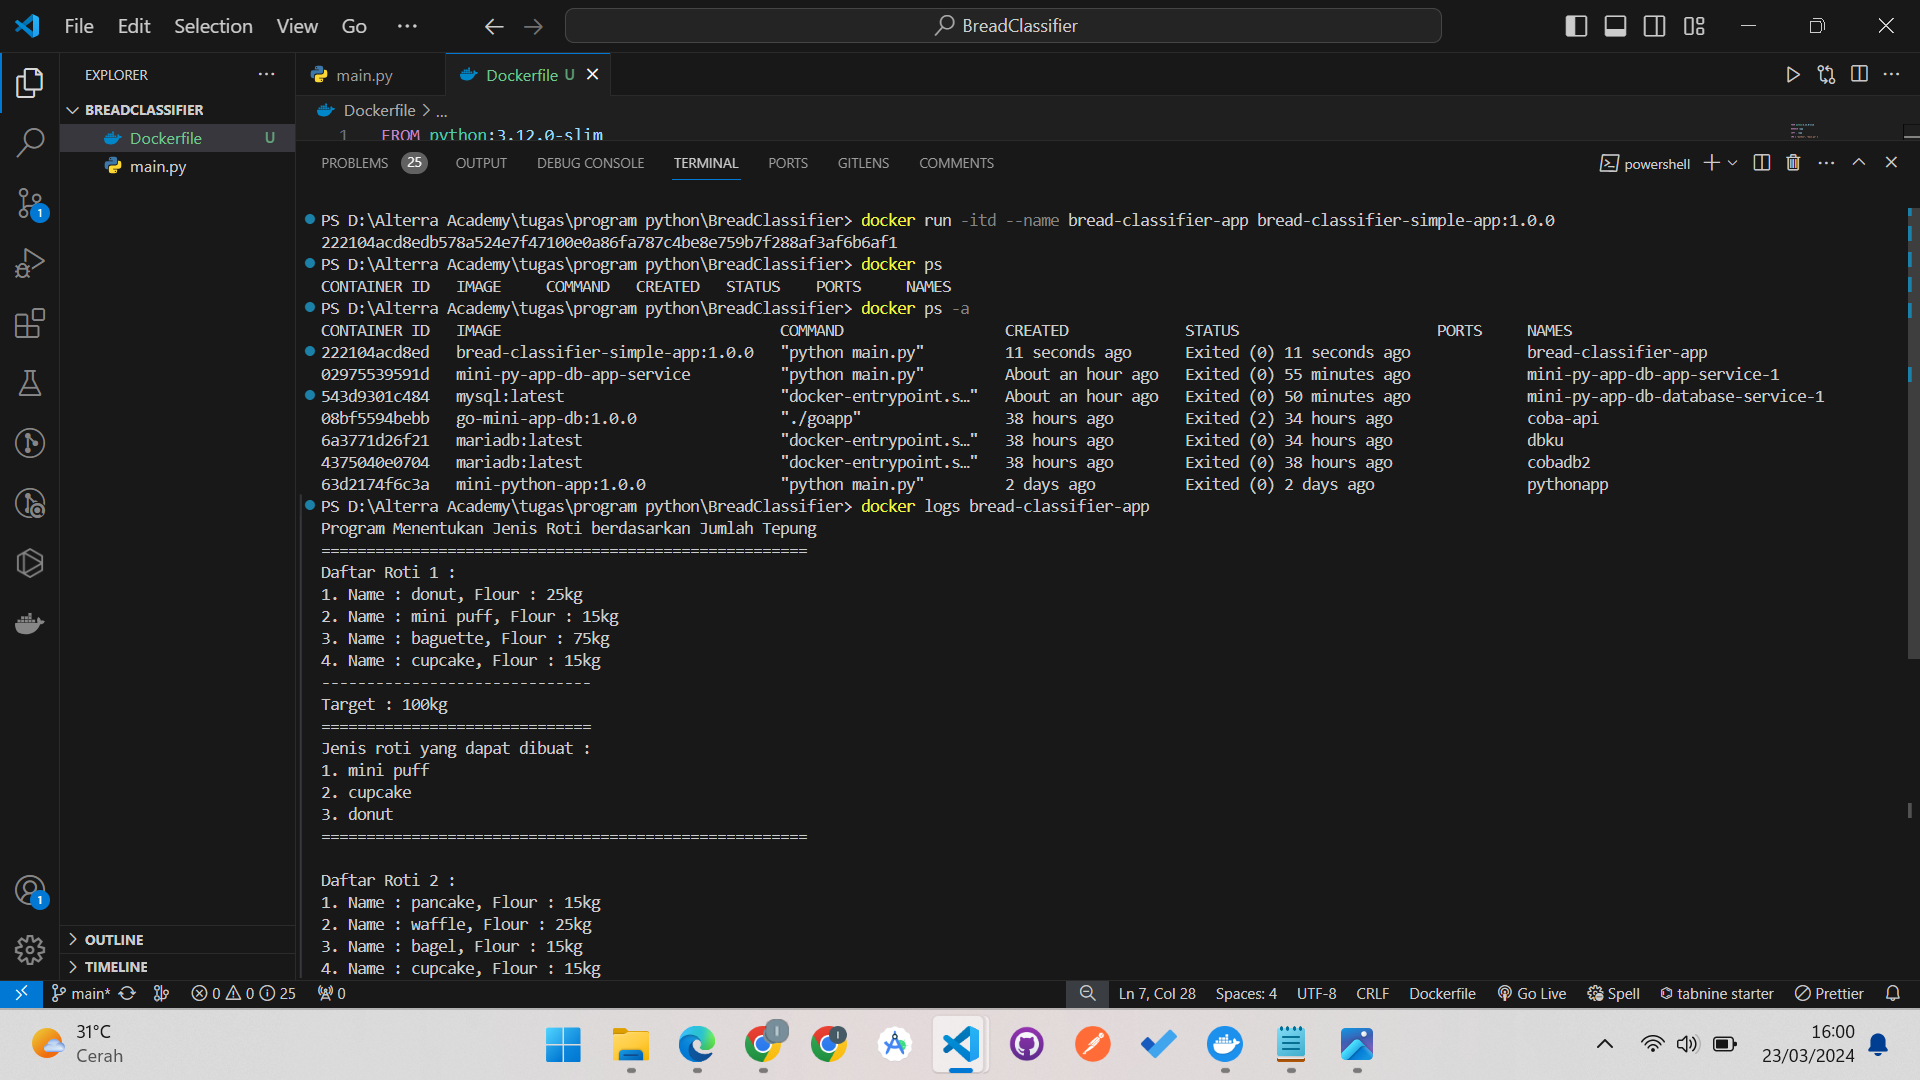 File Edit Selection View Go ···
BreadClassifier
EXPLORER ···
BREADCLASSIFIER
Dockerfile U
main.py
main.py
Dockerfile U
Dockerfile > ...
1 FROM python:3.12.0-slim
PROBLEMS 25 OUTPUT DEBUG CONSOLE TERMINAL PORTS GITLENS COMMENTS
powershell
PS D:\Alterra Academy\tugas\program python\BreadClassifier> docker run -itd --name bread-classifier-app bread-classifier-simple-app:1.0.0
222104acd8edb578a524e7f47100e0a86fa787c4be8e759b7f288af3af6b6af1
PS D:\Alterra Academy\tugas\program python\BreadClassifier> docker ps
CONTAINER ID IMAGE COMMAND CREATED STATUS PORTS NAMES
PS D:\Alterra Academy\tugas\program python\BreadClassifier> docker ps -a
CONTAINER ID IMAGE COMMAND CREATED STATUS PORTS NAMES
222104acd8ed bread-classifier-simple-app:1.0.0 "python main.py" 11 seconds ago Exited (0) 11 seconds ago bread-classifier-app
02975539591d mini-py-app-db-app-service "python main.py" About an hour ago Exited (0) 55 minutes ago mini-py-app-db-app-service-1
543d9301c484 mysql:latest "docker-entrypoint.s…" About an hour ago Exited (0) 50 minutes ago mini-py-app-db-database-service-1
08bf5594bebb go-mini-app-db:1.0.0 "./goapp" 38 hours ago Exited (2) 34 hours ago coba-api
6a3771d26f21 mariadb:latest "docker-entrypoint.s…" 38 hours ago Exited (0) 34 hours ago dbku
4375040e0704 mariadb:latest "docker-entrypoint.s…" 38 hours ago Exited (0) 38 hours ago cobadb2
63d2174f6c3a mini-python-app:1.0.0 "python main.py" 2 days ago Exited (0) 2 days ago pythonapp
PS D:\Alterra Academy\tugas\program python\BreadClassifier> docker logs bread-classifier-app
Program Menentukan Jenis Roti berdasarkan Jumlah Tepung
======================================================
Daftar Roti 1 :
1. Name : donut, Flour : 25kg
2. Name : mini puff, Flour : 15kg
3. Name : baguette, Flour : 75kg
4. Name : cupcake, Flour : 15kg
------------------------------
Target : 100kg
==============================
Jenis roti yang dapat dibuat :
1. mini puff
2. cupcake
3. donut
======================================================
Daftar Roti 2 :
1. Name : pancake, Flour : 15kg
2. Name : waffle, Flour : 25kg
3. Name : bagel, Flour : 15kg
4. Name : cupcake, Flour : 15kg
OUTLINE
TIMELINE
1
1
main* 0 0 25 0 Ln 7, Col 28 Spaces: 4 UTF-8 CRLF Dockerfile Go Live Spell tabnine starter Prettier
31°C
Cerah
16:00
23/03/2024